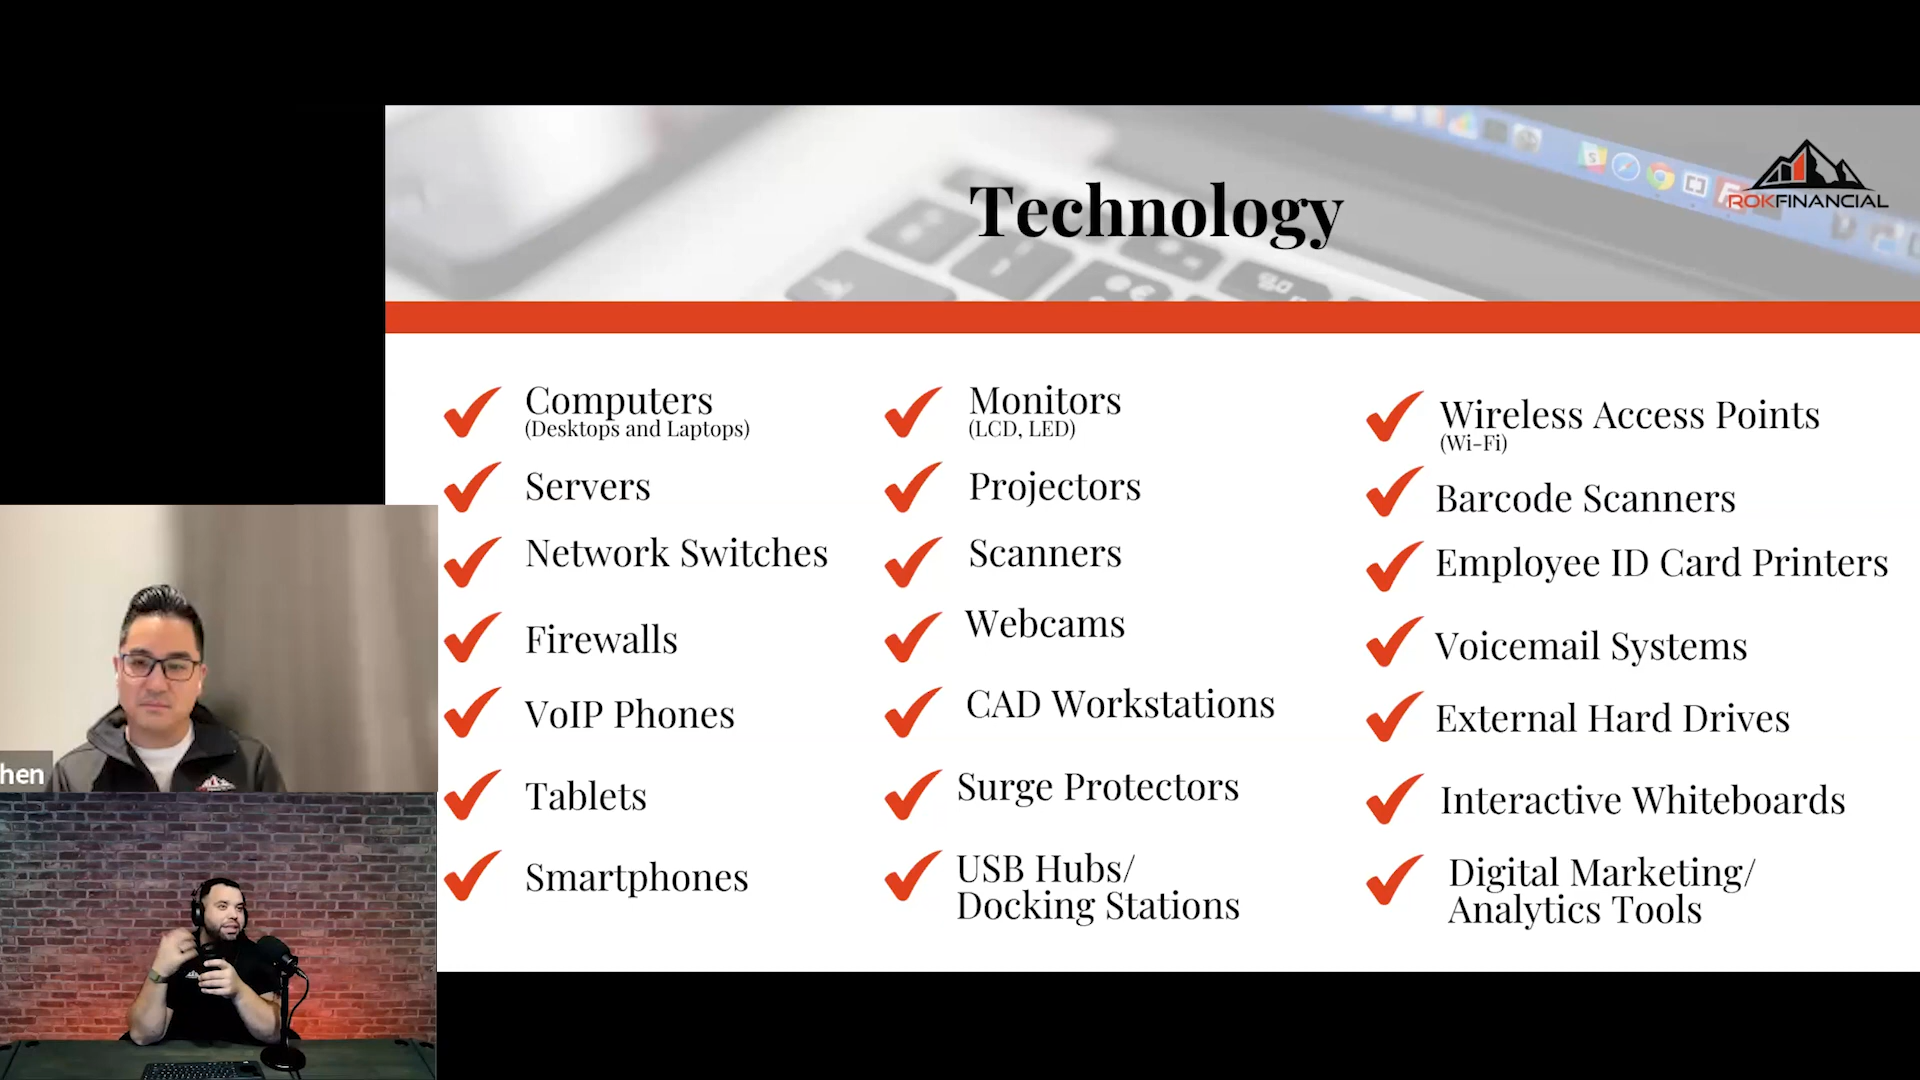 Technology
ROKFINANCIAL
Computers
(Desktops and Laptops)
Servers
Network Switches
Firewalls
VoIP Phones
Tablets
Smartphones
Monitors
(LCD, LED)
Projectors
Scanners
Webcams
CAD Workstations
Surge Protectors
USB Hubs/
Docking Stations
Wireless Access Points
(Wi-Fi)
Barcode Scanners
Employee ID Card Printers
Voicemail Systems
External Hard Drives
Interactive Whiteboards
Digital Marketing/
Analytics Tools
hen